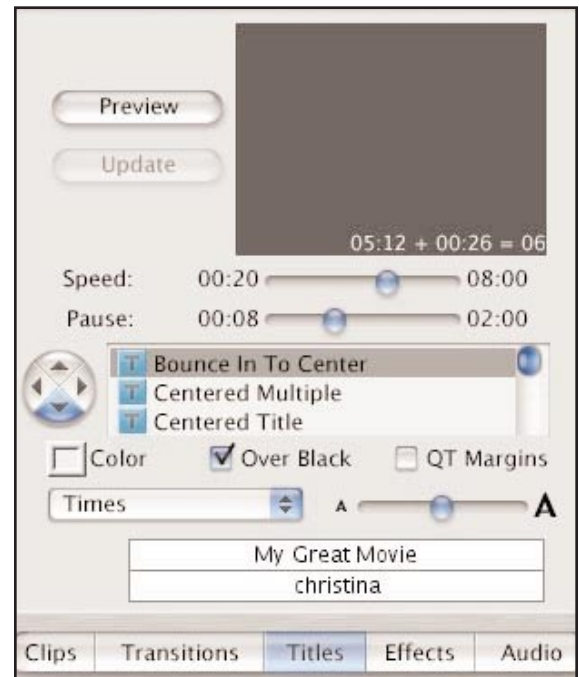 Preview
Update
05:12 + 00:26 = 06
Speed: 00:20 08:00
Pause: 00:08 02:00
T Bounce In To Center
T Centered Multiple
T Centered Title
Color Over Black QT Margins
Times A A
My Great Movie
christina
Clips Transitions Titles Effects Audio